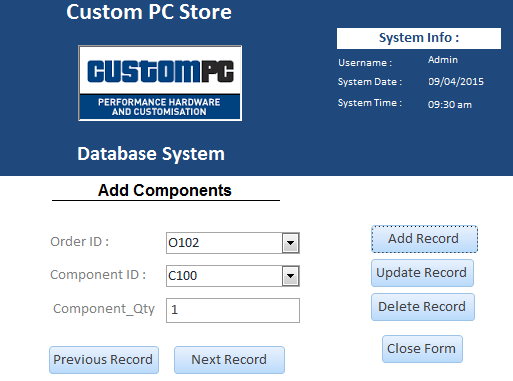 Custom PC Store
CUSTOMPC
PERFORMANCE HARDWARE
AND CUSTOMISATION
Database System
System Info :
Username : Admin
System Date : 09/04/2015
System Time : 09:30 am
Add Components
Order ID : O102
Component ID : C100
Component_Qty 1
Add Record
Update Record
Delete Record
Close Form
Previous Record Next Record